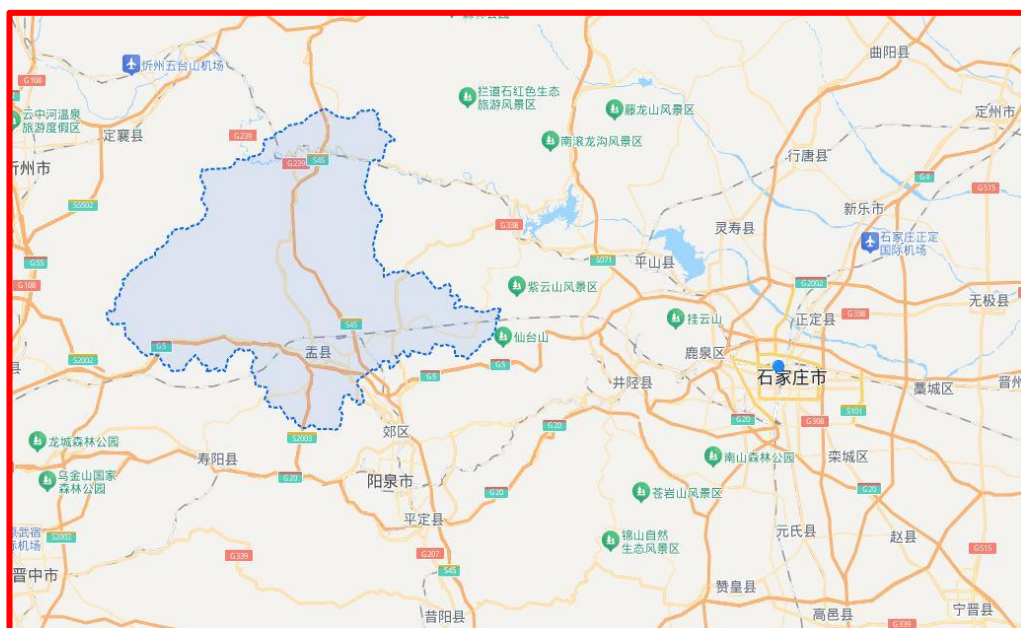 曲阳县
忻州五台山机场
G108
拦道石红色生态
旅游风景区
藤龙山风景区
定州市
云中河温泉
旅游度假区
定襄县
G239
南滚龙沟风景区
G239
S45
行唐县
忻州市
G4
G515
S5502
新乐市
G338
灵寿县
石家庄正定
国际机场
G55
G108
S071
平山县
紫云山风景区
G2002
无极县
S45
挂云山
正定县
G338
仙台山
G5
盂县
鹿泉区
S2002
G5
G5
井陉县
石家庄市
藁城区
晋州
县
S101
G20
G308
郊区
G20
S2003
龙城森林公园
寿阳县
南山森林公园
栾城区
乌金山国家
森林公园
G20
阳泉市
G20
苍岩山风景区
G20
平定县
元氏县
赵县
武宿
际机场
S2002
锦山自然
生态风景区
G515
G339
G207
晋中市
S45
赞皇县
昔阳县
高邑县
宁晋县
G339